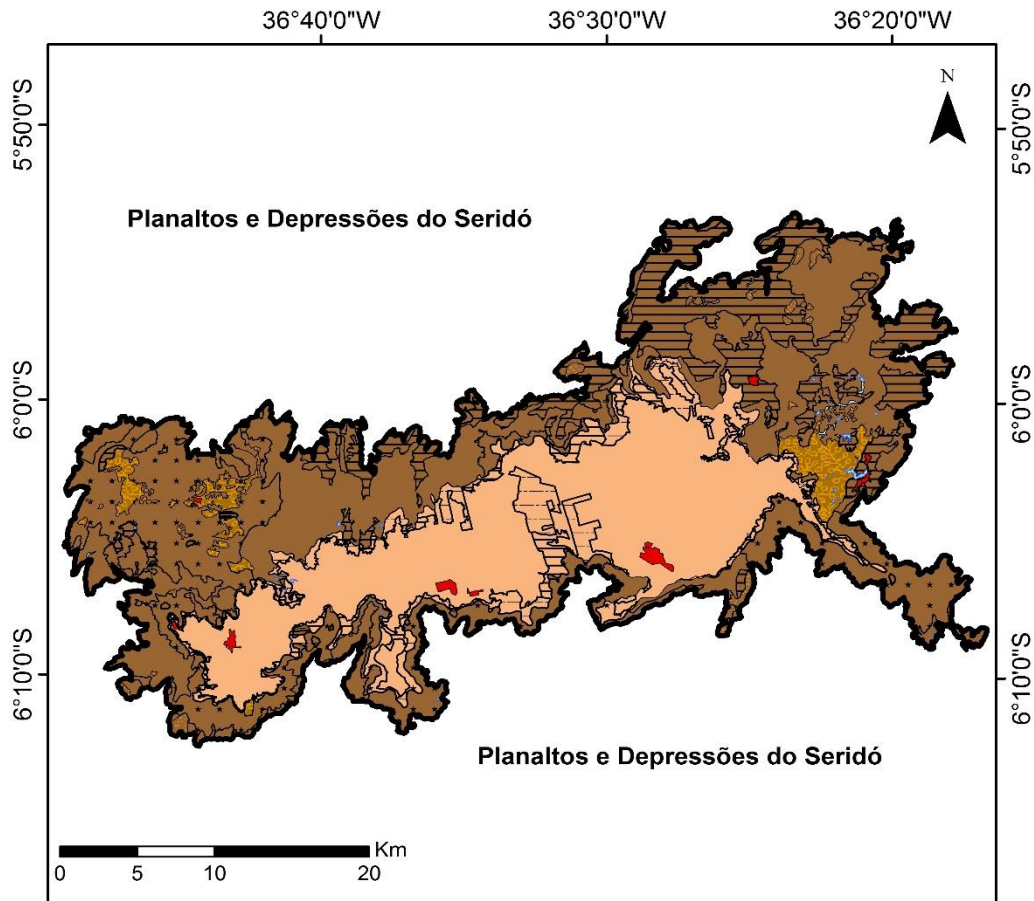 36°40'0"W 36°30'0"W 36°20'0"W
N
5°50'0"S 5°50'0"S
Planaltos e Depressões do Seridó
6°0'0"S 6°0'0"S
6°10'0"S 6°10'0"S
Planaltos e Depressões do Seridó
Km
0 5 10 20